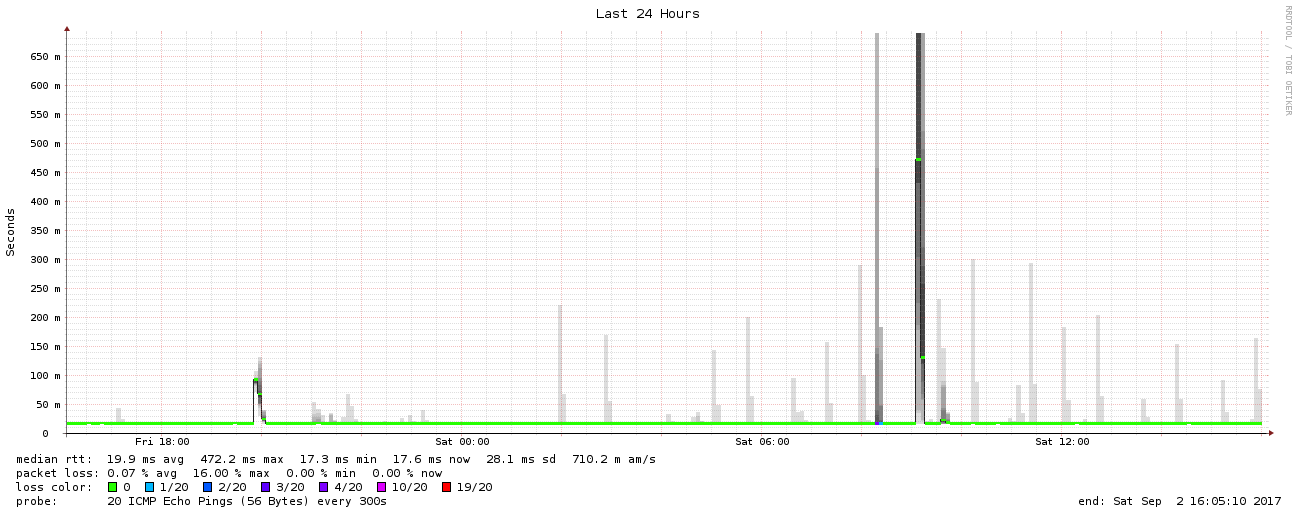 Last 24 Hours
RRDTOOL / TOBI OETIKER
Seconds
650 m
600 m
550 m
500 m
450 m
400 m
350 m
300 m
250 m
200 m
150 m
100 m
50 m
0
Fri 18:00 Sat 00:00 Sat 06:00 Sat 12:00
median rtt: 19.9 ms avg 472.2 ms max 17.3 ms min 17.6 ms now 28.1 ms sd 710.2 m am/s
packet loss: 0.07 % avg 16.00 % max 0.00 % min 0.00 % now
loss color: 0 1/20 2/20 3/20 4/20 10/20 19/20
probe: 20 ICMP Echo Pings (56 Bytes) every 300s end: Sat Sep 2 16:05:10 2017